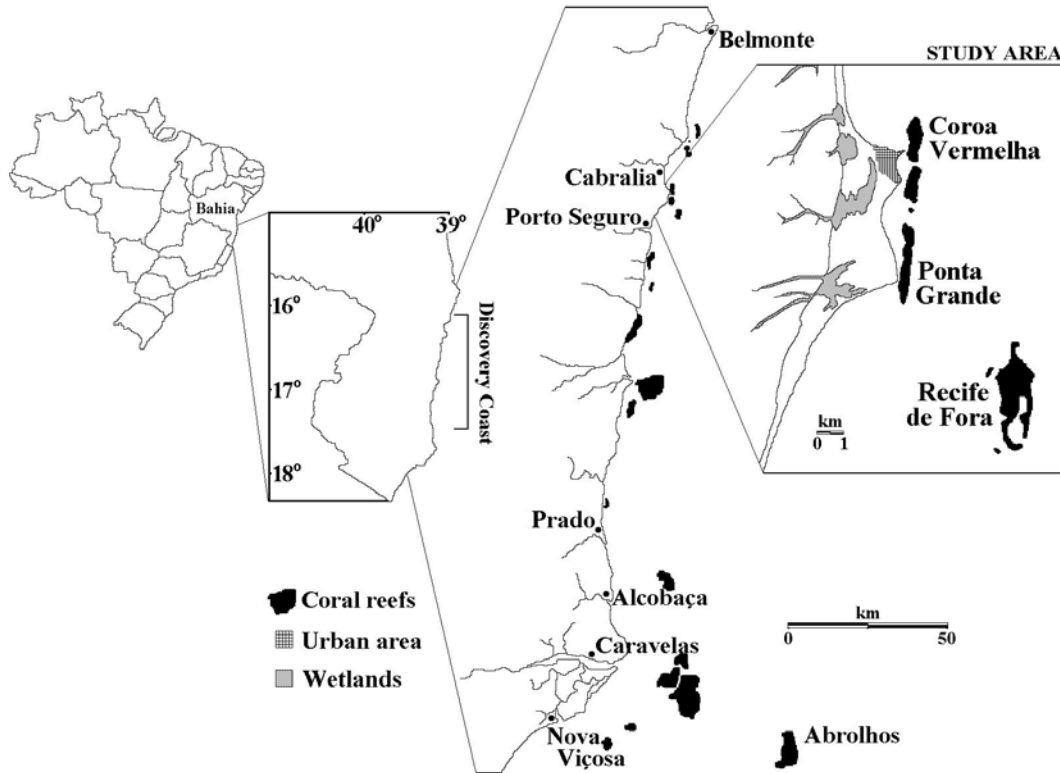 Belmonte
STUDY AREA
Coroa
Vermelha
Cabralia
Porto Seguro
Bahia
40°
39°
16°
17°
18°
Discovery Coast
Ponta
Grande
Recife
de Fora
km
0 1
Prado
Alcobaça
Caravelas
Nova
Viçosa
Coral reefs
Urban area
Wetlands
km
0 50
Abrolhos